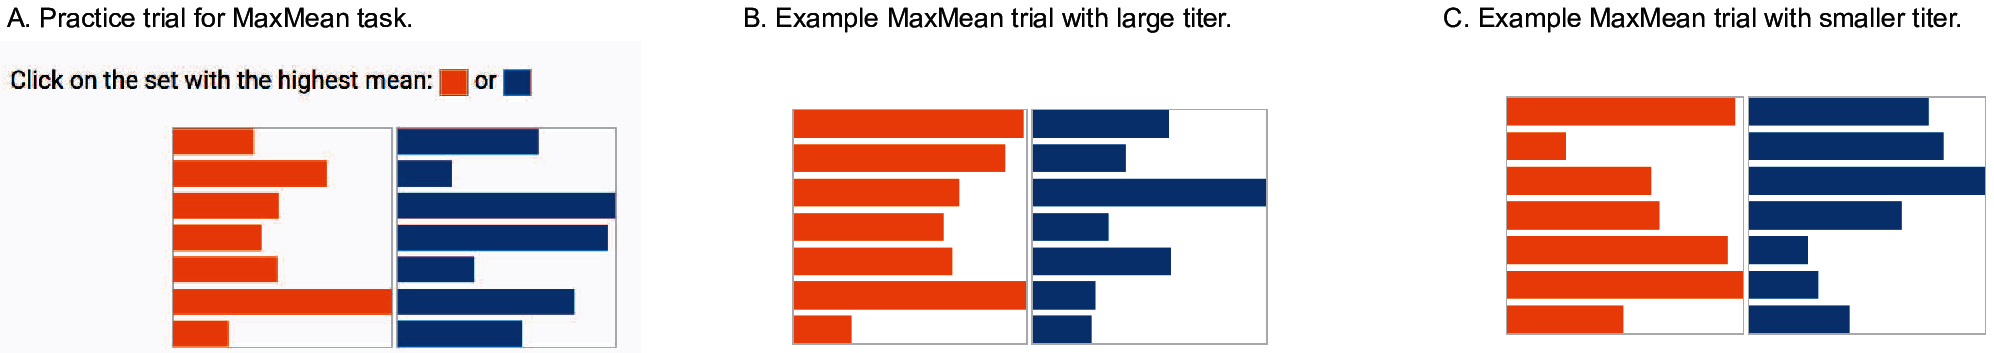 A. Practice trial for MaxMean task.
B. Example MaxMean trial with large titer.
C. Example MaxMean trial with smaller titer.
Click on the set with the highest mean: or